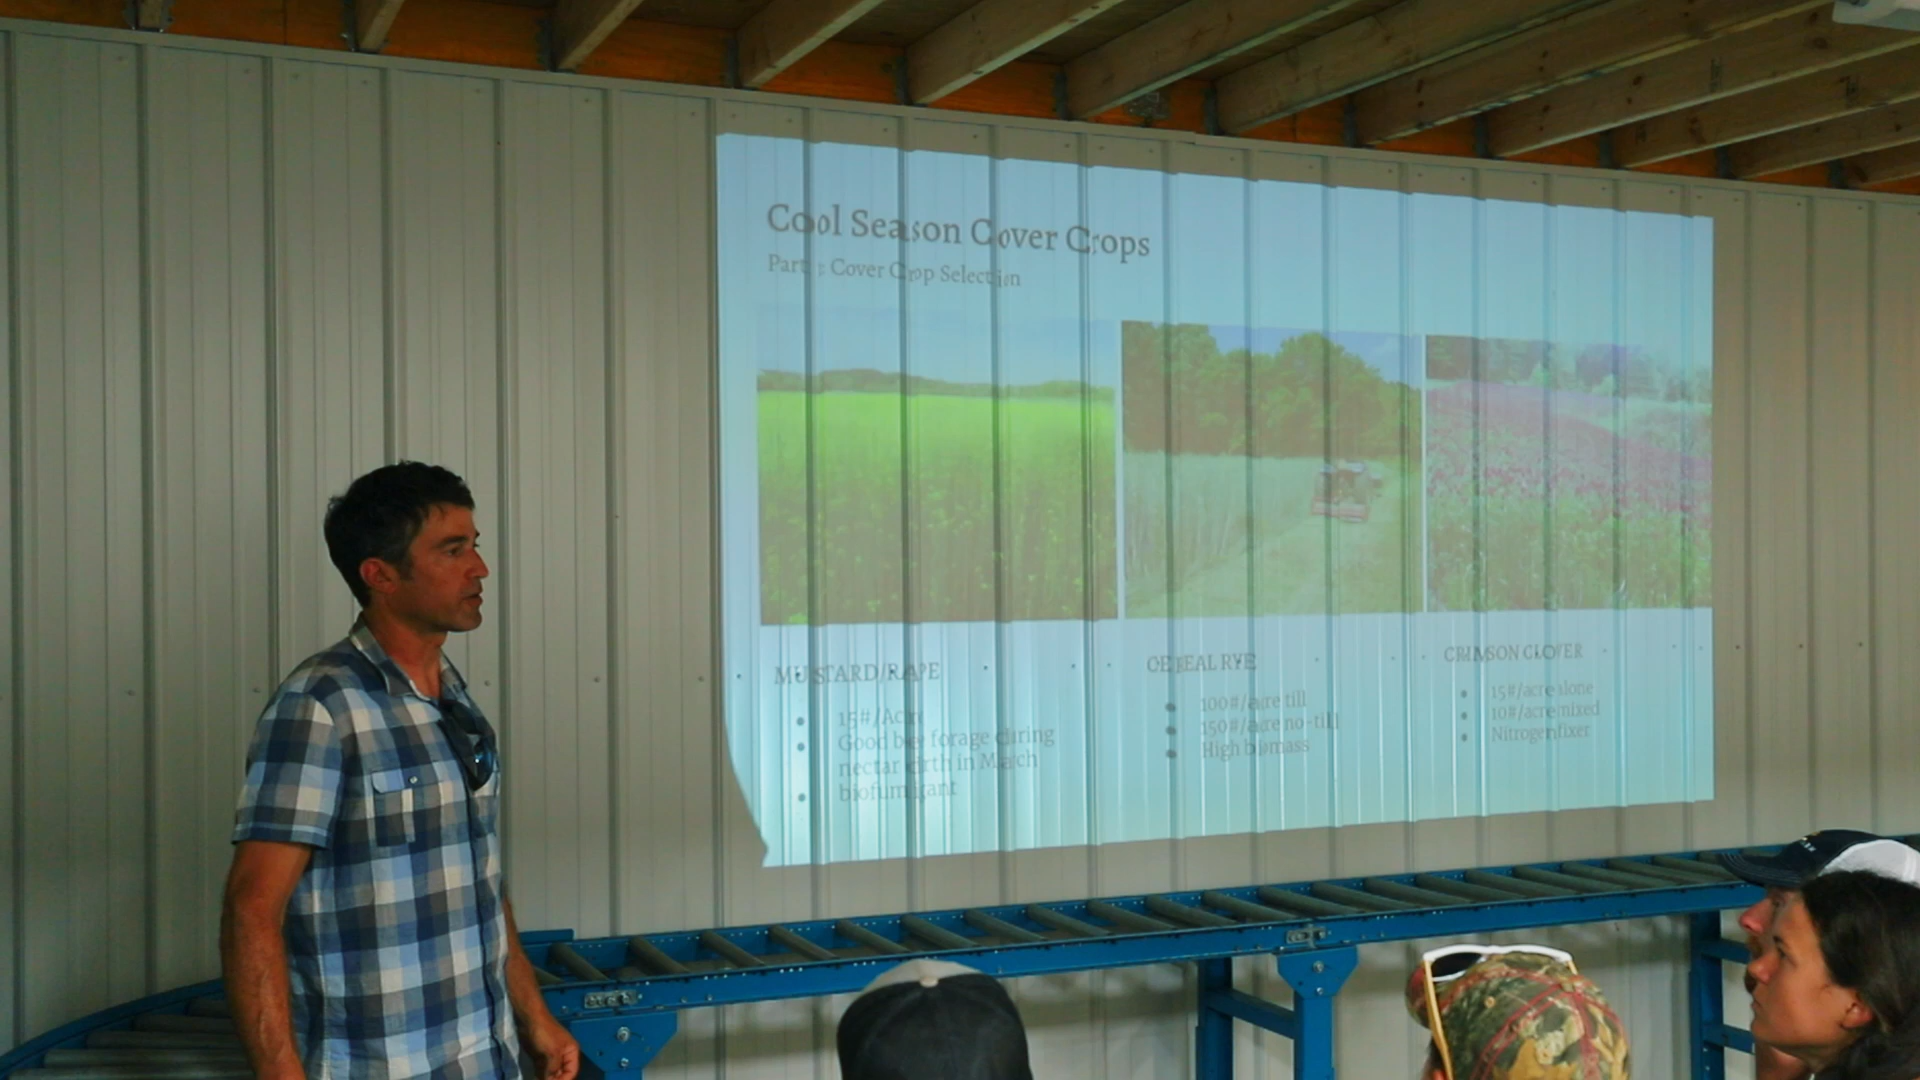 Cool Season Cover Crops
Part : Cover Crop Selection
MUSTARD/RAPE
15#/Acre
Good bee forage during
nectar dirth in March
biofumigant
CEREAL RYE
100#/acre till
150#/acre no-till
High biomass
CRIMSON CLOVER
15#/acre alone
10#/acre mixed
Nitrogen fixer